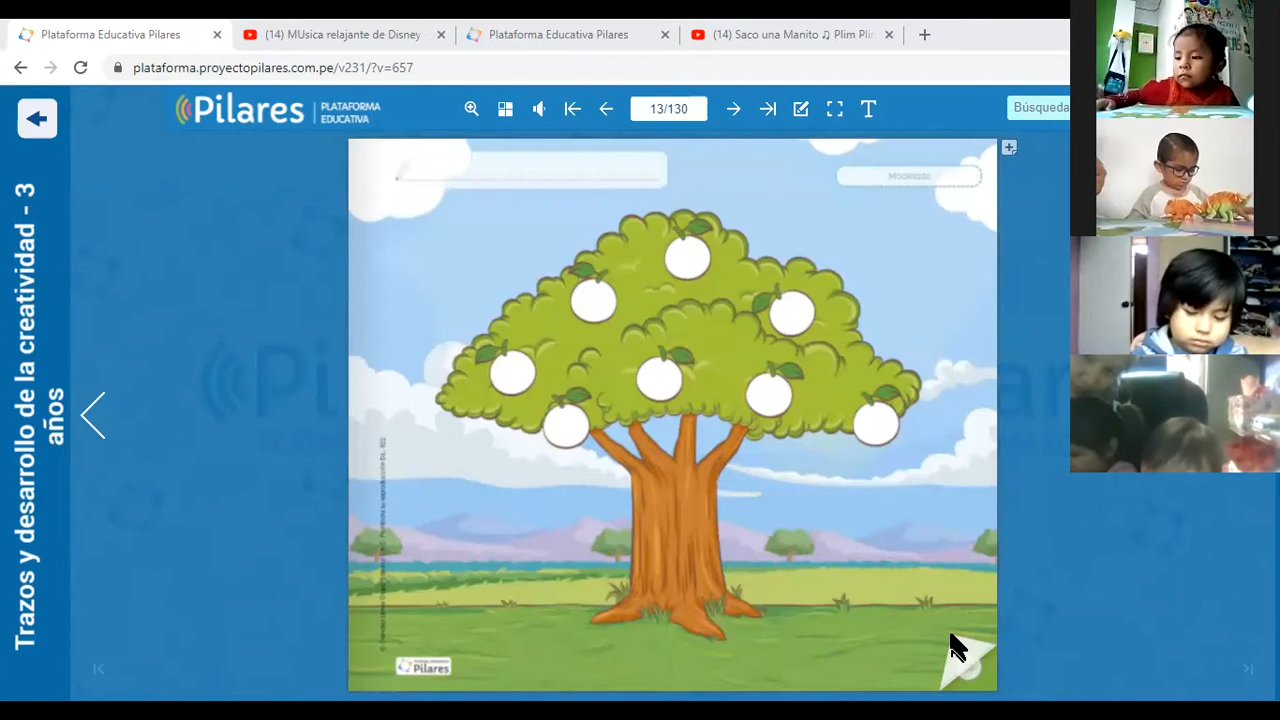 Plataforma Educativa Pilares
(14) MUsica relajante de Disney
Plataforma Educativa Pilares
(14) Saco una Manito ♫ Plim Plim
plataforma.proyectopilares.com.pe/v231/?v=657
Pilares
PLATAFORMA
EDUCATIVA
13/130
T
Búsqueda
Trazos y desarrollo de la creatividad - 3
años
Modelado
Pilares